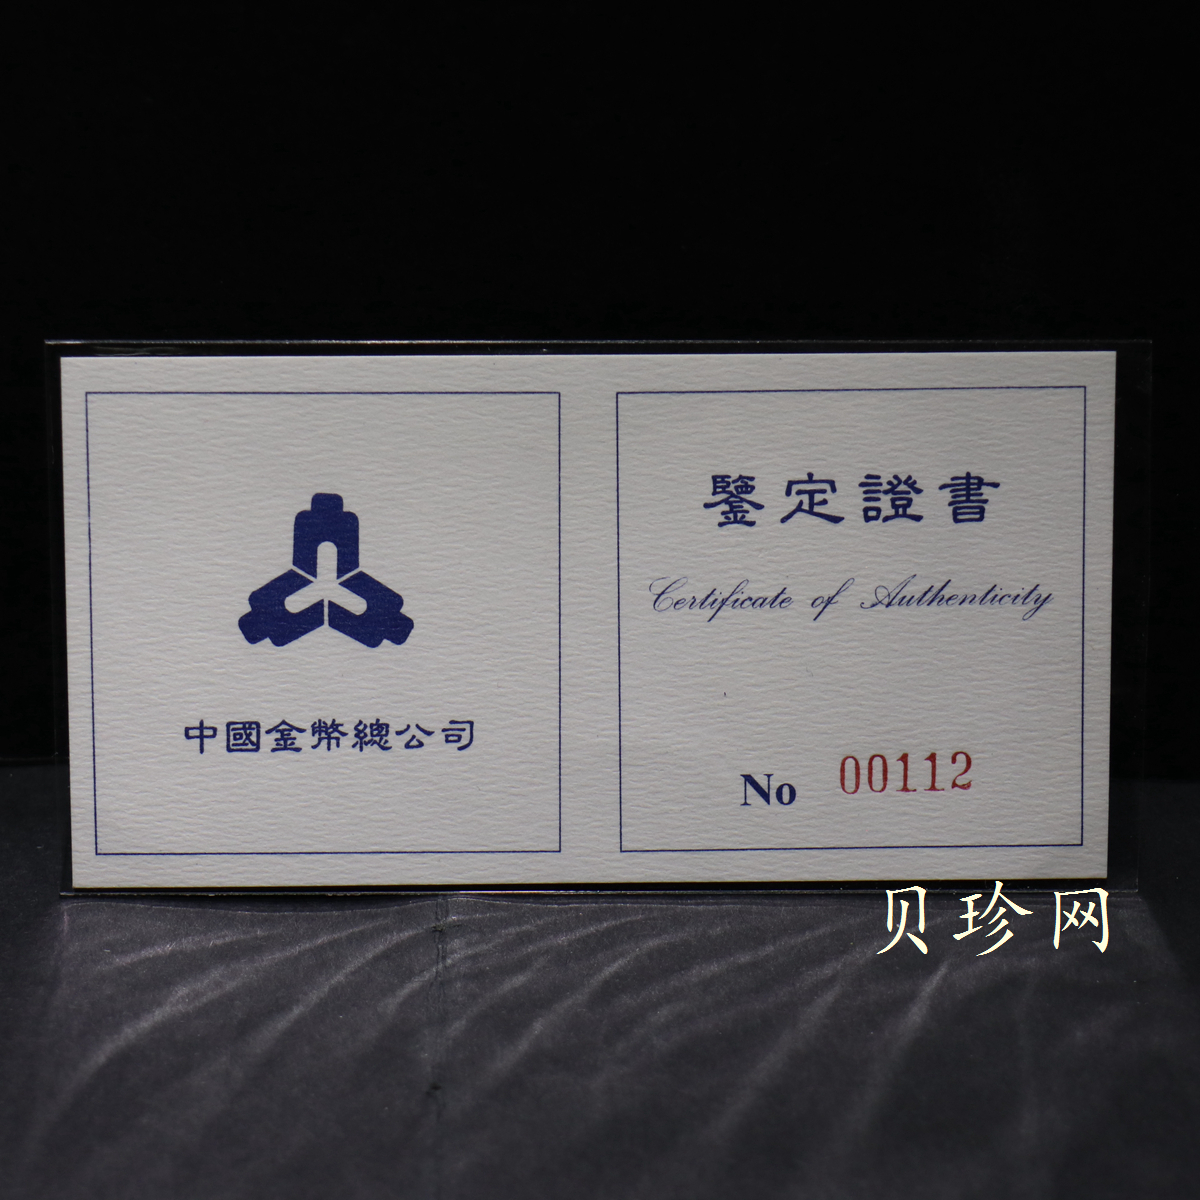 中國金幣總公司
鑒定證書
Certificate of Authenticity
No 00112
贝珍网